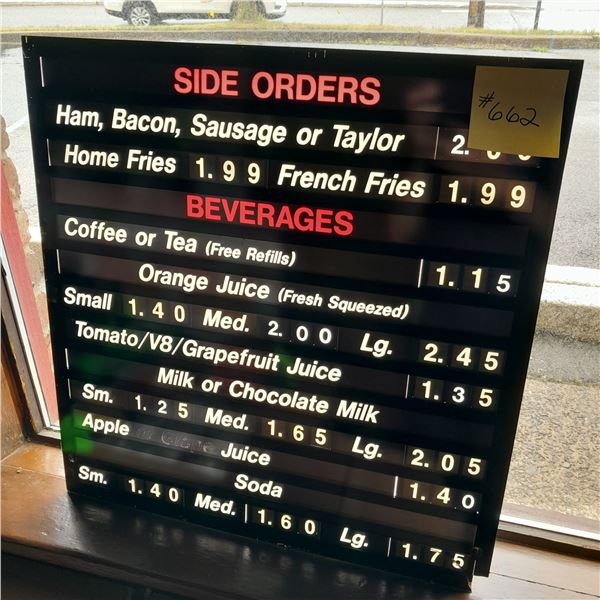 SIDE ORDERS
#662
Ham, Bacon, Sausage or Taylor 2.
Home Fries 1.99 French Fries 1.99
BEVERAGES
Coffee or Tea (Free Refills) 1.15
Orange Juice (Fresh Squeezed)
Small 1.40 Med. 2.00 Lg. 2.45
Tomato/V8/Grapefruit Juice 1.35
Milk or Chocolate Milk
Sm. 1.25 Med. 1.65 Lg. 2.05
Apple or Grape Juice 1.40
Soda
Sm. 1.40 Med. 1.60 Lg. 1.75